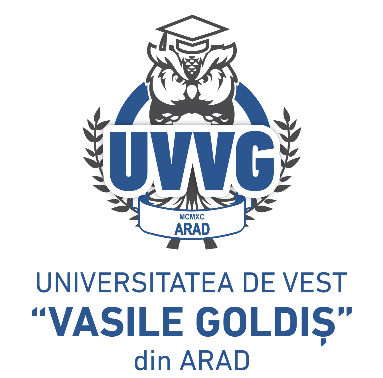 UVVG
MCMXC
ARAD
UNIVERSITATEA DE VEST
“VASILE GOLDIȘ”
din ARAD